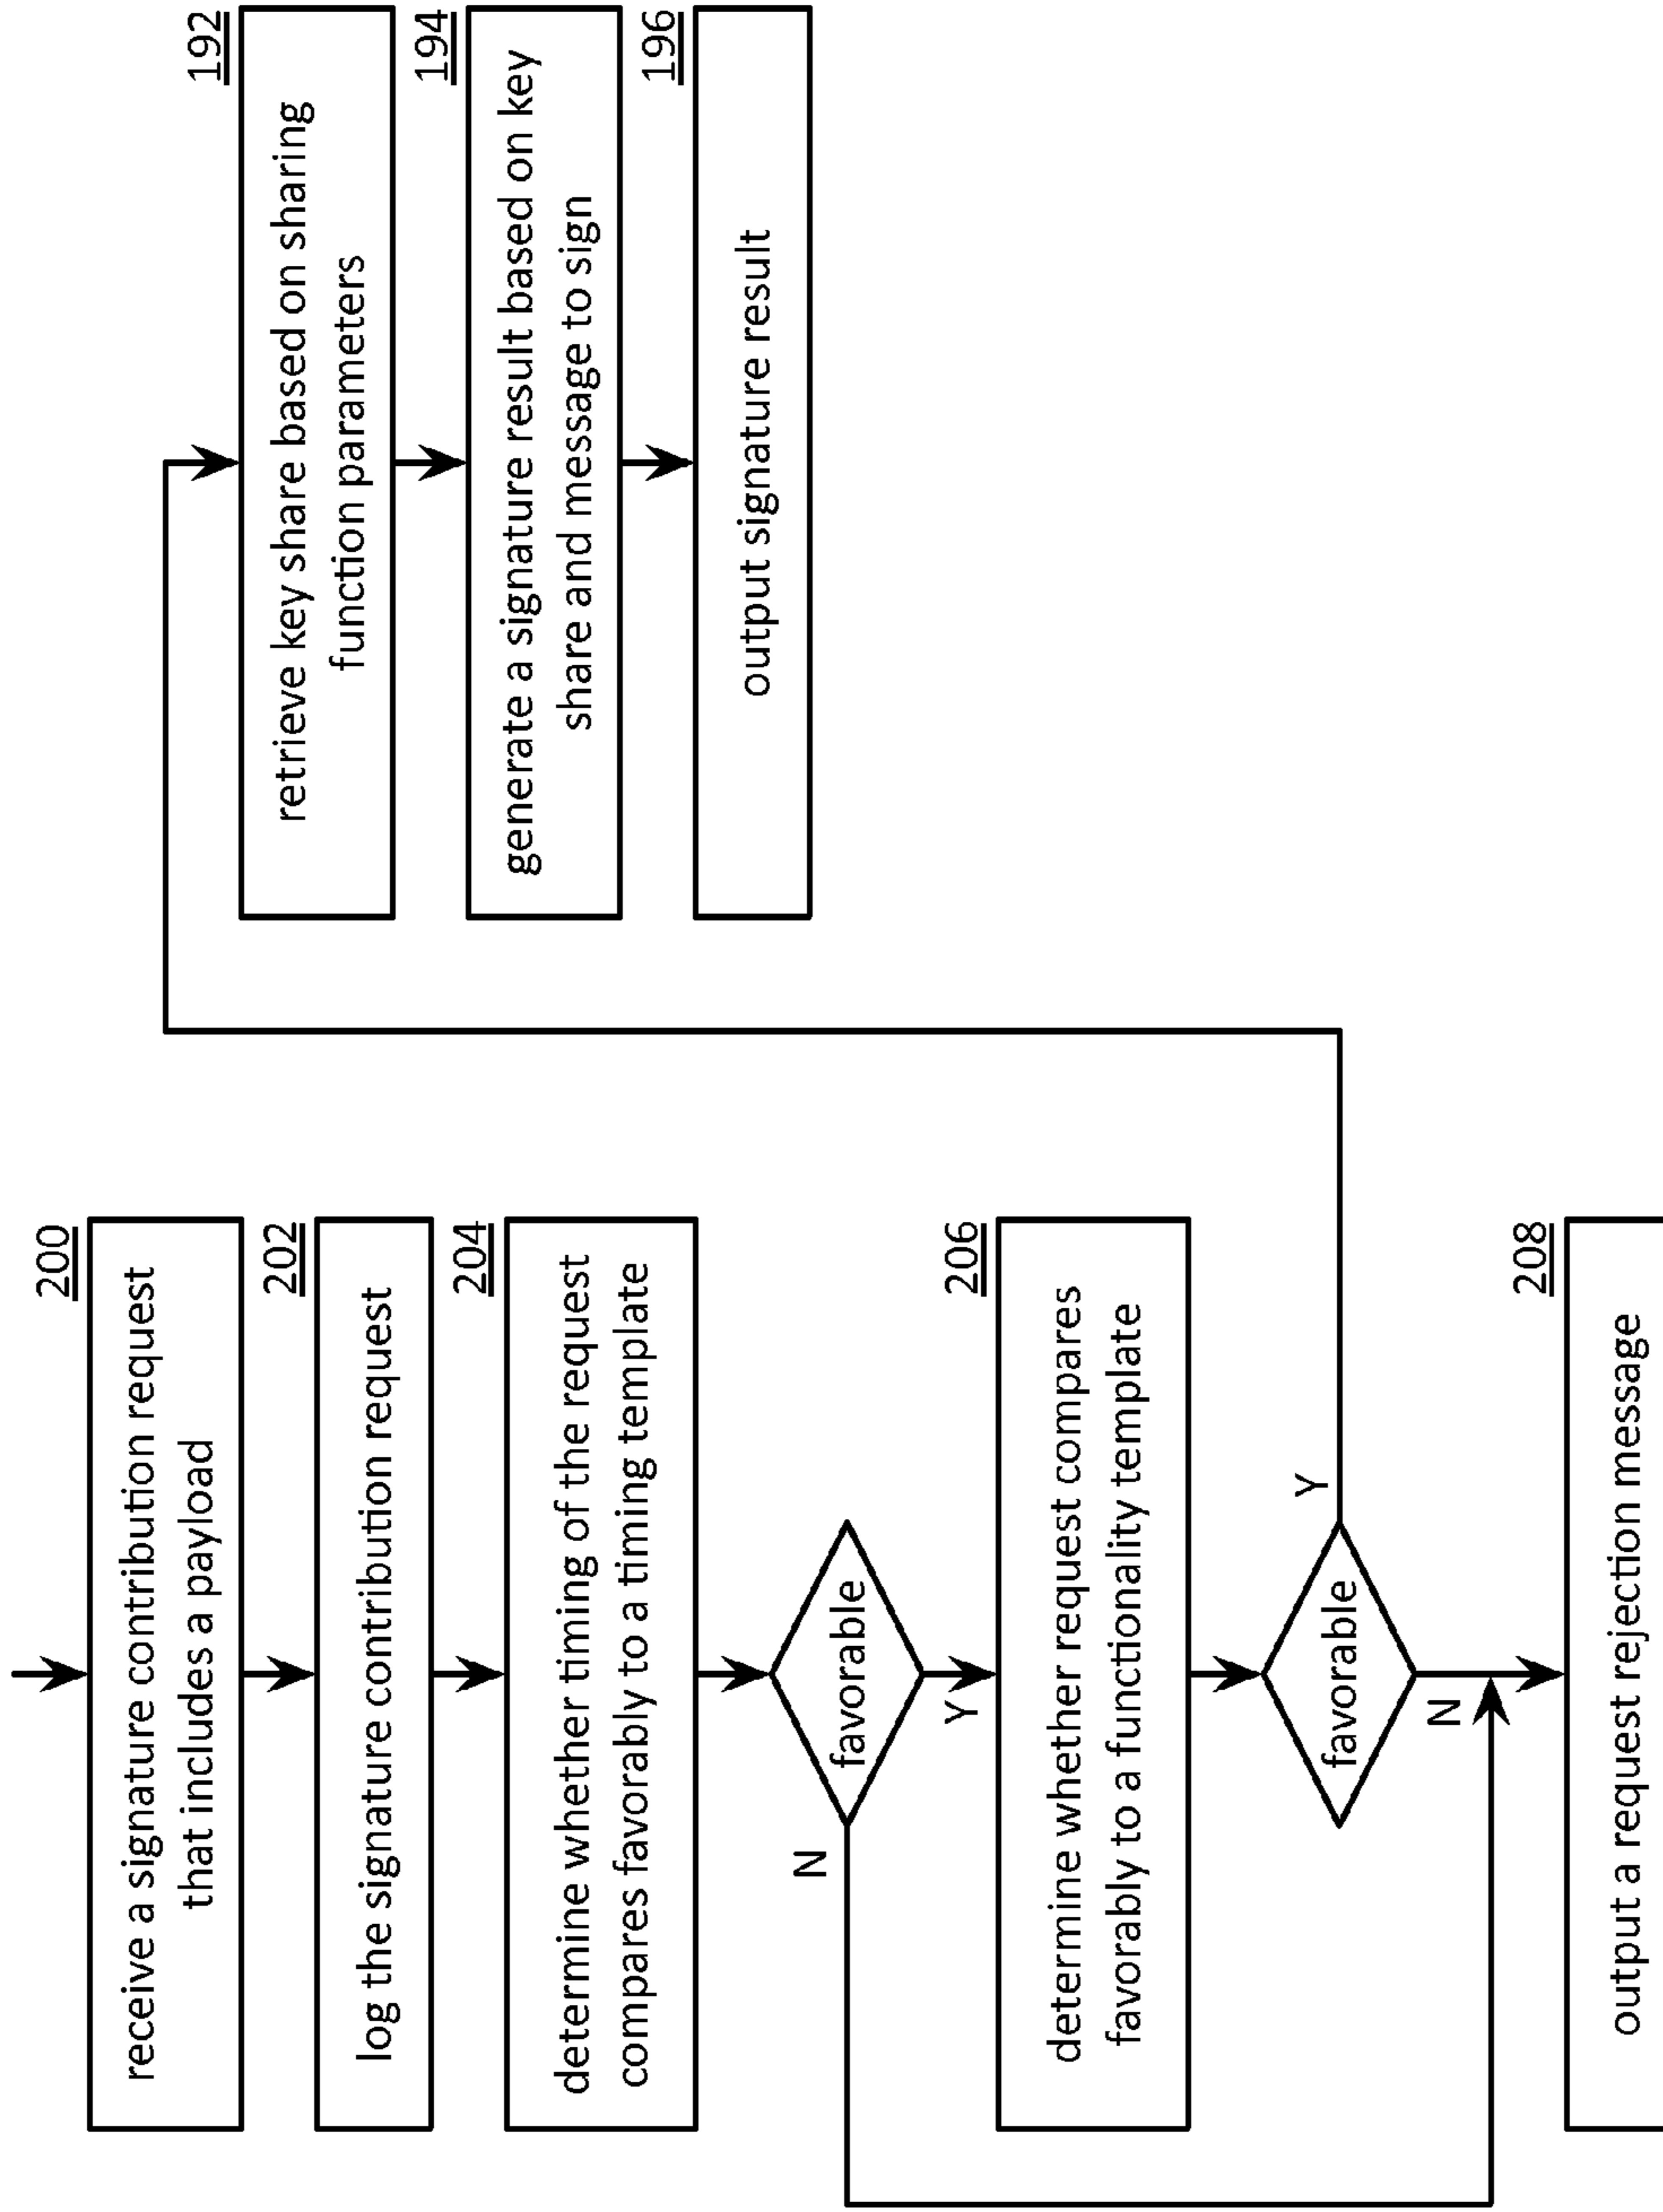 200
receive a signature contribution request
that includes a payload
202
log the signature contribution request
204
determine whether timing of the request
compares favorably to a timing template
favorable
N
Y
206
determine whether request compares
favorably to a functionality template
favorable
Y
N
208
output a request rejection message
192
retrieve key share based on sharing
function parameters
194
generate a signature result based on key
share and message to sign
196
output signature result